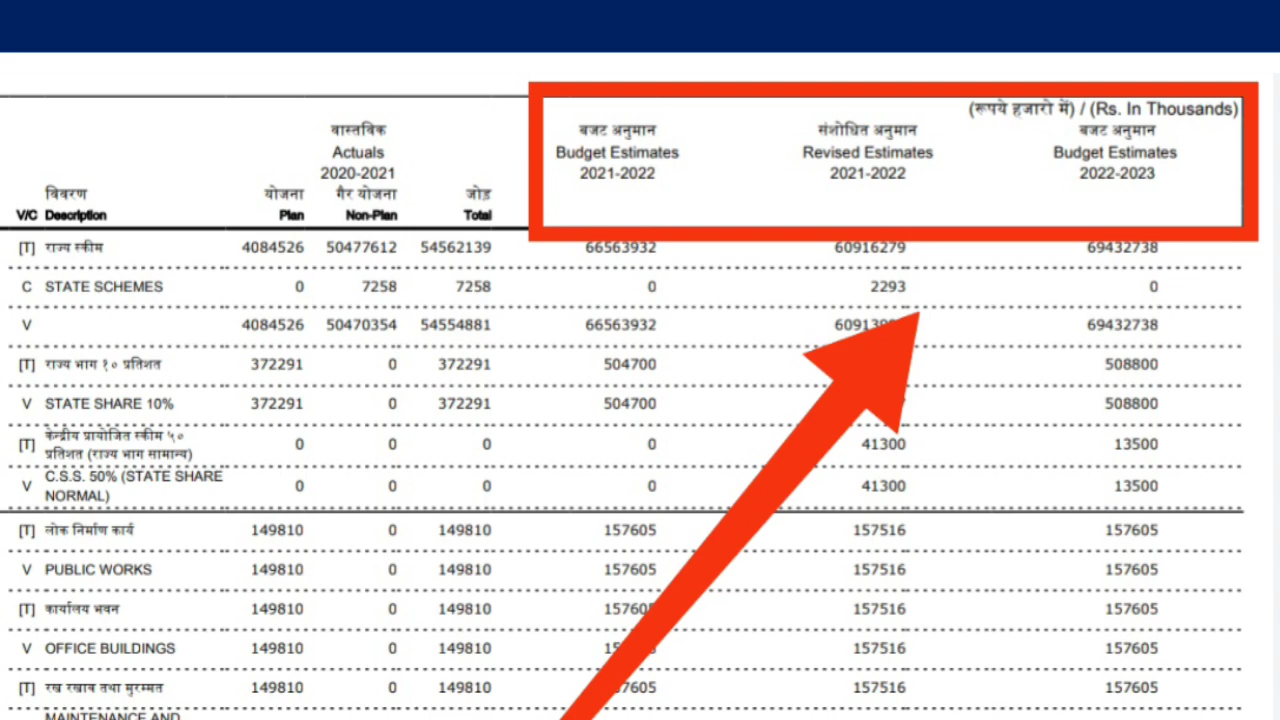 (रूपये हजारो में) / (Rs. In Thousands)
वास्तविक बजट अनुमान संशोधित अनुमान बजट अनुमान
Actuals Budget Estimates Revised Estimates Budget Estimates
2020-2021 2021-2022 2021-2022 2022-2023
विवरण योजना गैर योजना जोड़
V/C Description Plan Non-Plan Total
[T] राज्य स्कीम 4084526 50477612 54562139 66563932 60916279 69432738
C STATE SCHEMES 0 7258 7258 0 2293 0
V 4084526 50470354 54554881 66563932 69432738
[T] राज्य भाग १० प्रतिशत 372291 0 372291 504700 508800
V STATE SHARE 10% 372291 0 372291 504700 508800
केन्द्रीय प्रायोजित स्कीम ५०
[T] 0 0 0 0 41300 13500
प्रतिशत (राज्य भाग सामान्य)
C.S.S. 50% (STATE SHARE
V 0 0 0 0 41300 13500
NORMAL)
[T] लोक निर्माण कार्य 149810 0 149810 157605 157516 157605
V PUBLIC WORKS 149810 0 149810 157605 157516 157605
[T] कार्यालय भवन 149810 0 149810 157516 157605
V OFFICE BUILDINGS 149810 0 149810 157516 157605
[T] रख रखाव तथा मुरम्मत 149810 0 149810 157516 157605
MAINTENANCE AND